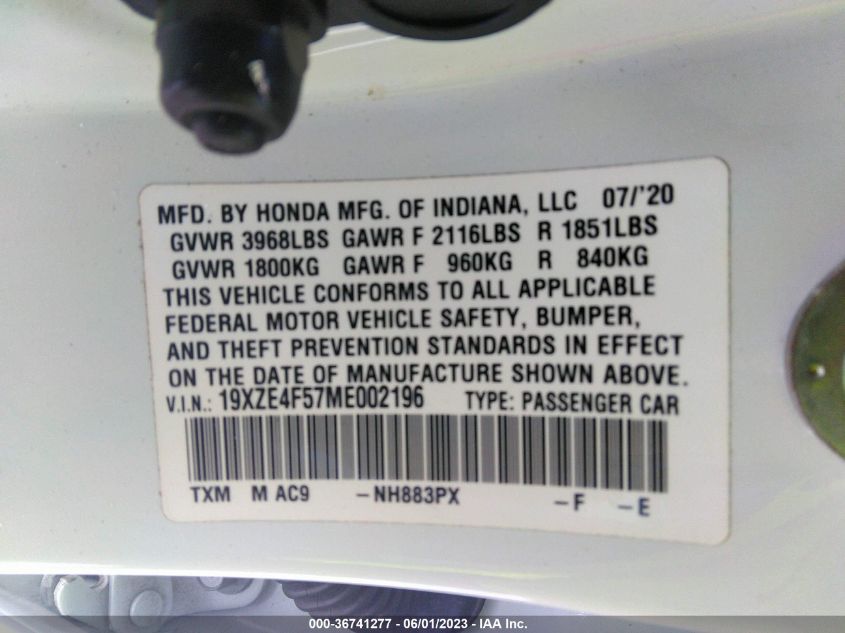 MFD. BY HONDA MFG. OF INDIANA, LLC 07/'20
GVWR 3968LBS GAWR F 2116LBS R 1851LBS
GVWR 1800KG GAWR F 960KG R 840KG
THIS VEHICLE CONFORMS TO ALL APPLICABLE
FEDERAL MOTOR VEHICLE SAFETY, BUMPER,
AND THEFT PREVENTION STANDARDS IN EFFECT
ON THE DATE OF MANUFACTURE SHOWN ABOVE.
V.I.N.: 19XZE4F57ME002196 TYPE: PASSENGER CAR
TXM M AC9 -NH883PX -F -E
000-36741277 - 06/01/2023 - IAA Inc.